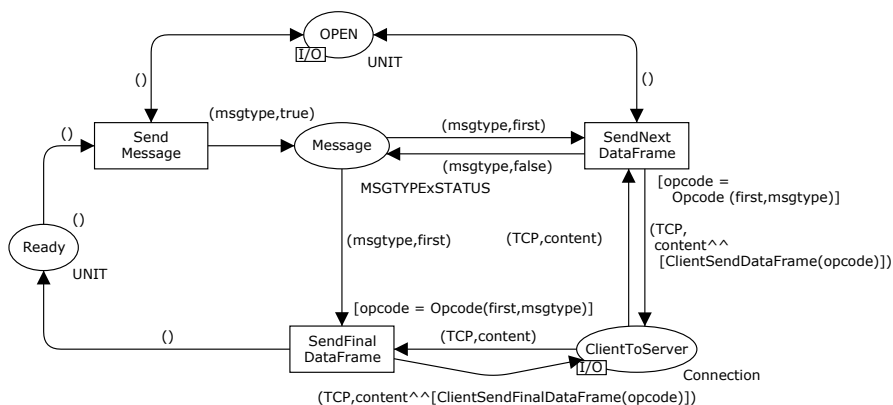 OPEN
I/O
UNIT
()
()
(msgtype,true)
(msgtype,first)
()
Send
Message
Message
SendNext
DataFrame
(msgtype,false)
MSGTYPExSTATUS
[opcode =
Opcode (first,msgtype)]
()
Ready
UNIT
(msgtype,first)
(TCP,content)
(TCP,
content^^
[ClientSendDataFrame(opcode)])
[opcode = Opcode(first,msgtype)]
()
SendFinal
DataFrame
(TCP,content)
ClientToServer
I/O
Connection
(TCP,content^^[ClientSendFinalDataFrame(opcode)])